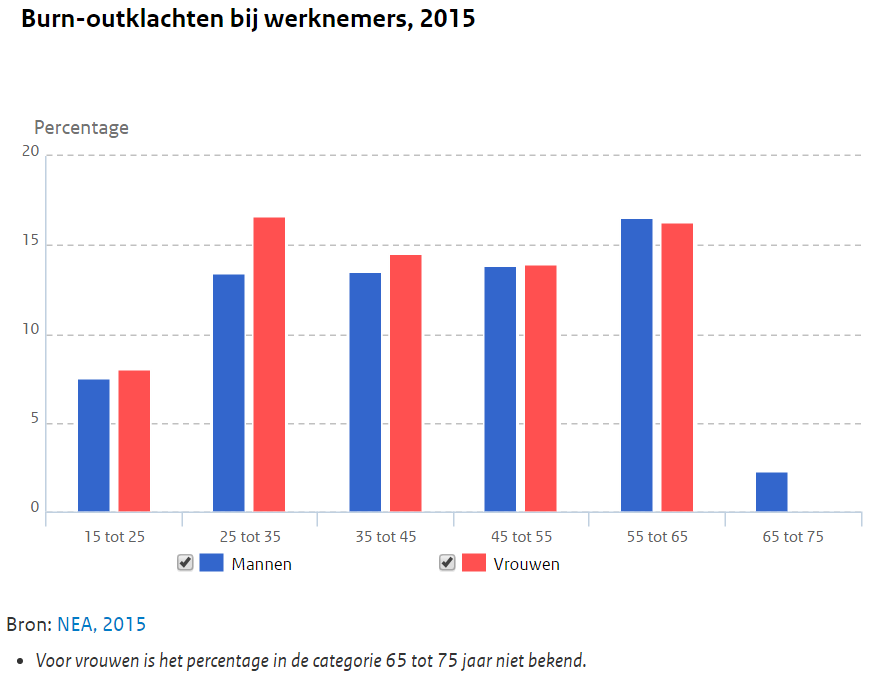 Burn-outklachten bij werknemers, 2015
Percentage
20
15
10
5
0
15 tot 25 25 tot 35 35 tot 45 45 tot 55 55 tot 65 65 tot 75
Mannen Vrouwen
Bron: NEA, 2015
• Voor vrouwen is het percentage in de categorie 65 tot 75 jaar niet bekend.